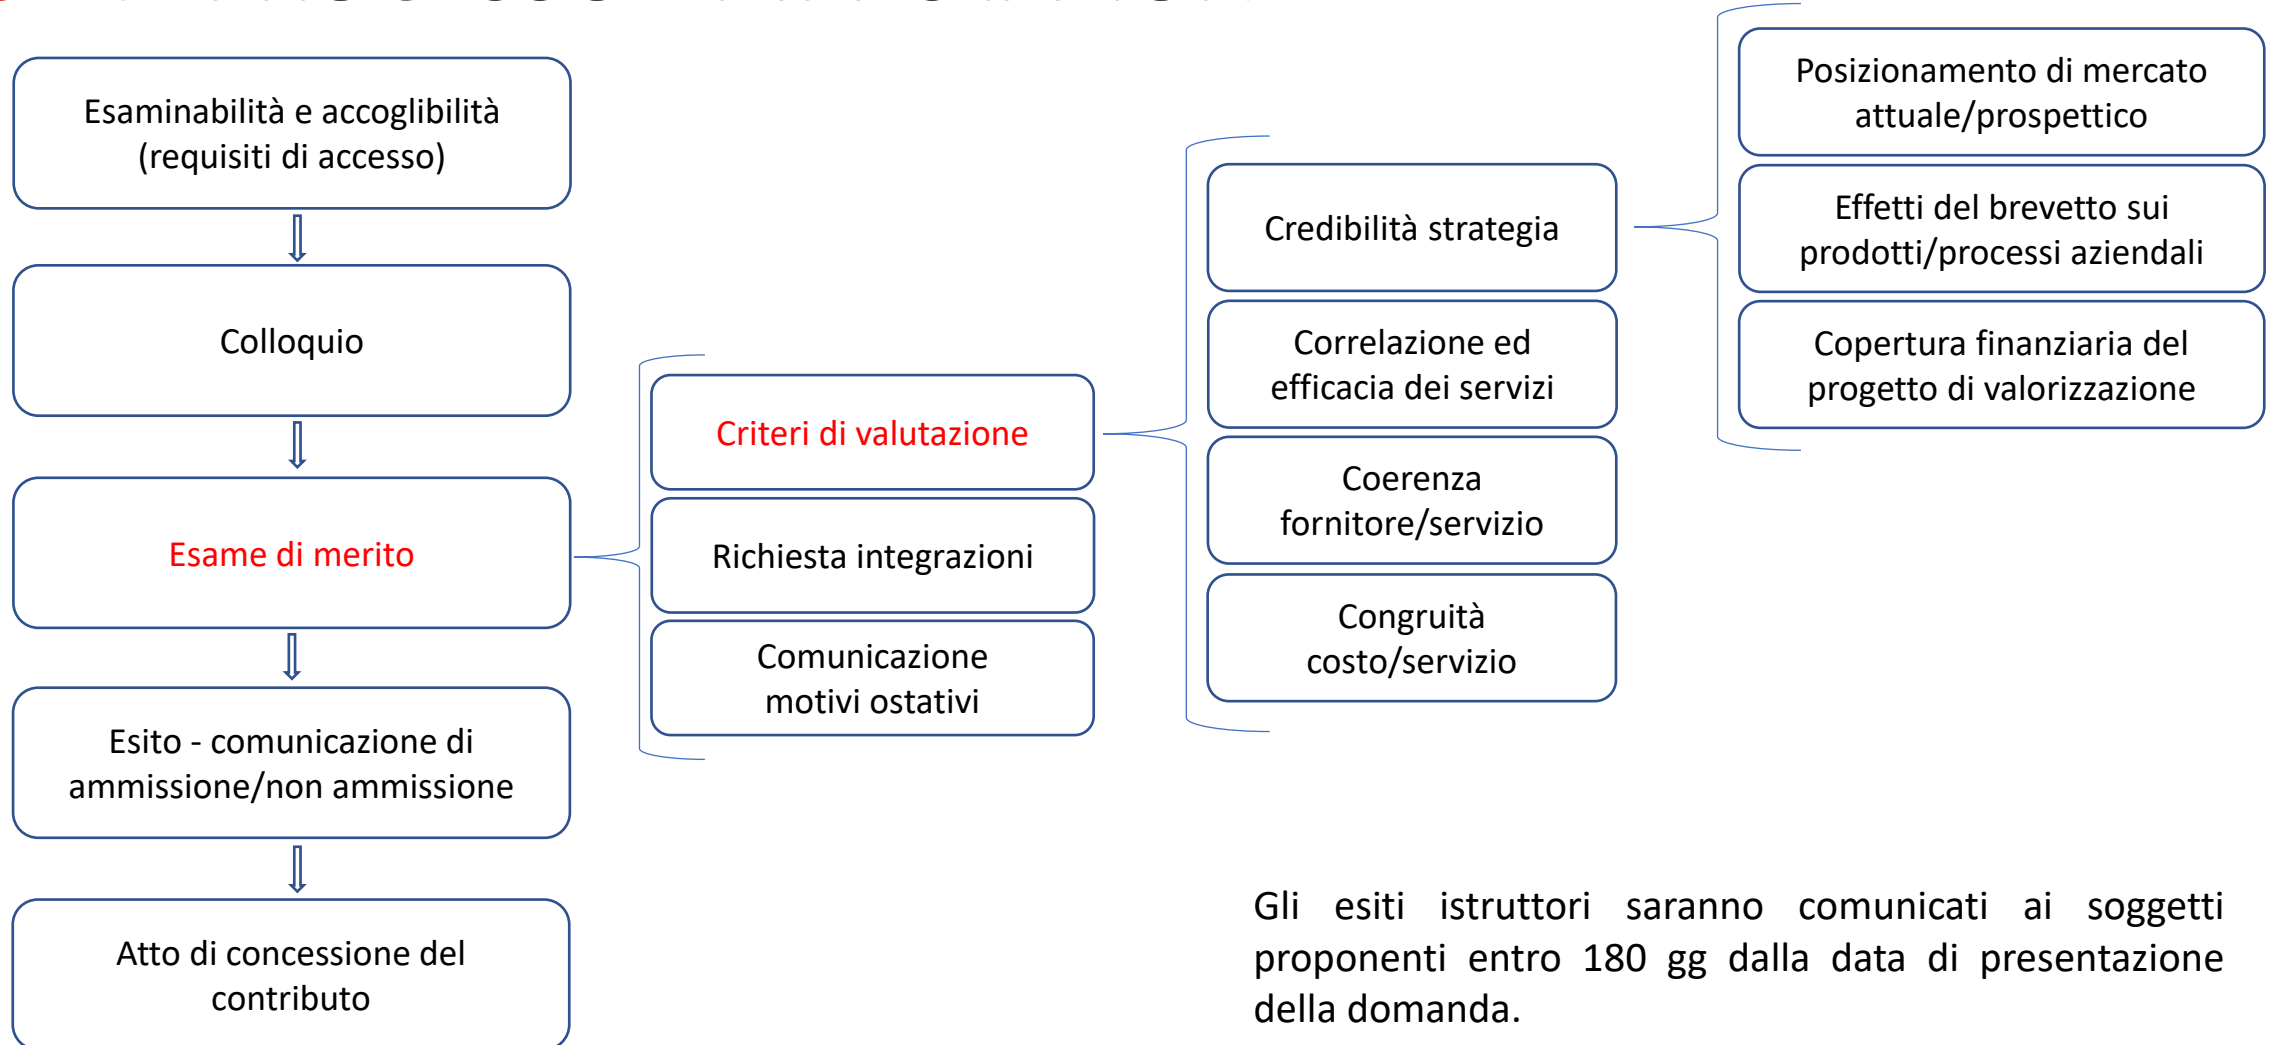 Esaminabilità e accoglibilità
(requisiti di accesso)
Colloquio
Esame di merito
Esito - comunicazione di
ammissione/non ammissione
Atto di concessione del
contributo
Criteri di valutazione
Richiesta integrazioni
Comunicazione
motivi ostativi
Credibilità strategia
Correlazione ed
efficacia dei servizi
Coerenza
fornitore/servizio
Congruità
costo/servizio
Posizionamento di mercato
attuale/prospettico
Effetti del brevetto sui
prodotti/processi aziendali
Copertura finanziaria del
progetto di valorizzazione
Gli esiti istruttori saranno comunicati ai soggetti
proponenti entro 180 gg dalla data di presentazione
della domanda.